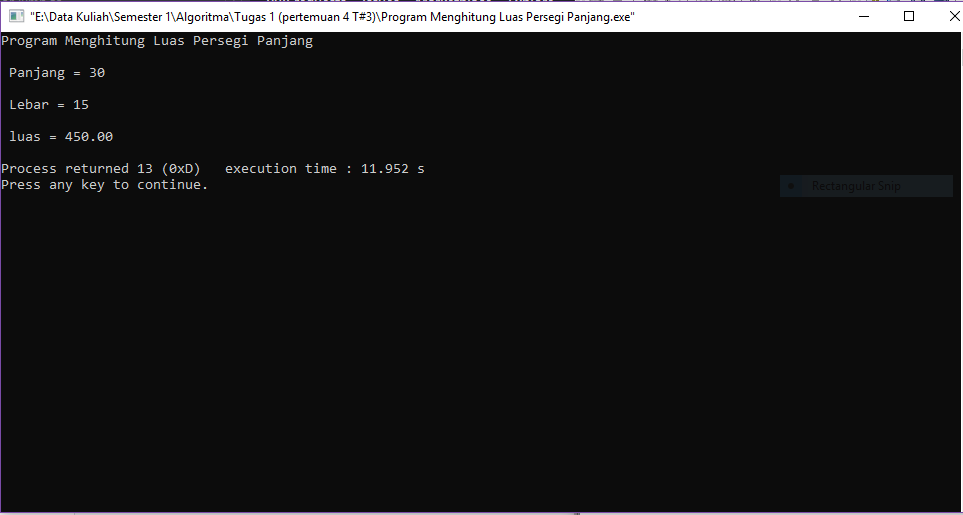 "E:\Data Kuliah\Semester 1\Algoritma\Tugas 1 (pertemuan 4 T#3)\Program Menghitung Luas Persegi Panjang.exe"
Program Menghitung Luas Persegi Panjang
Panjang = 30
Lebar = 15
luas = 450.00
Process returned 13 (0xD)   execution time : 11.952 s
Press any key to continue.
Rectangular Snip